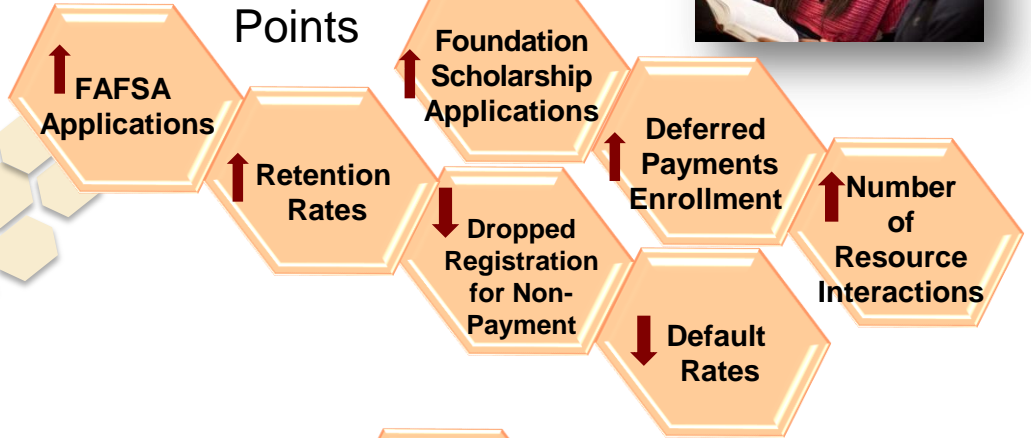 Points
FAFSA
Applications
Retention
Rates
Foundation
Scholarship
Applications
Dropped
Registration
for Non-
Payment
Deferred
Payments
Enrollment
Default
Rates
Number
of
Resource
Interactions